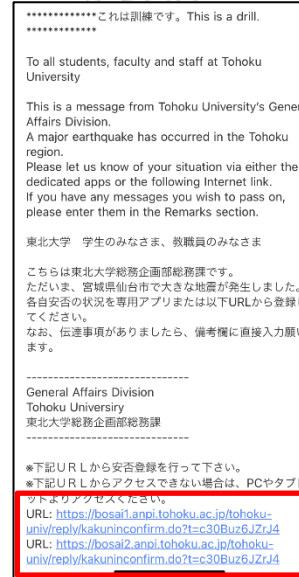 *************これは訓練です。This is a drill.
*************
To all students, faculty and staff at Tohoku
University
This is a message from Tohoku University's Gener
Affairs Division.
A major earthquake has occurred in the Tohoku
region.
Please let us know of your situation via either the
dedicated apps or the following Internet link.
If you have any messages you wish to pass on,
please enter them in the Remarks section.
東北大学　学生のみなさま、教職員のみなさま
こちらは東北大学総務企画部総務課です。
ただいま、宮城県仙台市で大きな地震が発生しました。
各自安否の状況を専用アプリまたは以下URLから登録し
てください。
なお、伝達事項がありましたら、備考欄に直接入力願い
ます。
------------------------------
General Affairs Division
Tohoku Universiry
東北大学総務企画部総務課
------------------------------
※下記ＵＲＬから安否登録を行って下さい。
※下記ＵＲＬからアクセスできない場合は、PCやタブレ
ットよりアクセスください。
URL: https://bosai1.anpi.tohoku.ac.jp/tohoku-
univ/reply/kakuninconfirm.do?t=c30Buz6JZrJ4
URL: https://bosai2.anpi.tohoku.ac.jp/tohoku-
univ/reply/kakuninconfirm.do?t=c30Buz6JZrJ4